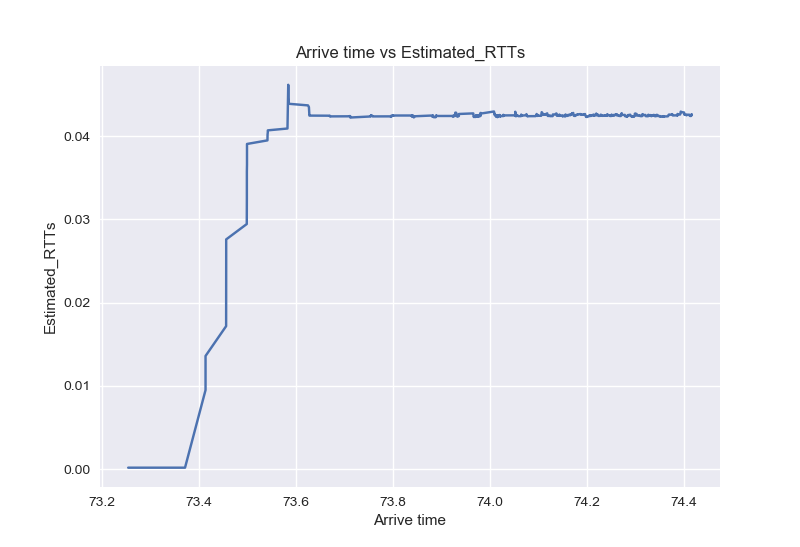 Arrive time vs Estimated_RTTs
Estimated_RTTs
0.04
0.03
0.02
0.01
0.00
73.2 73.4 73.6 73.8 74.0 74.2 74.4
Arrive time